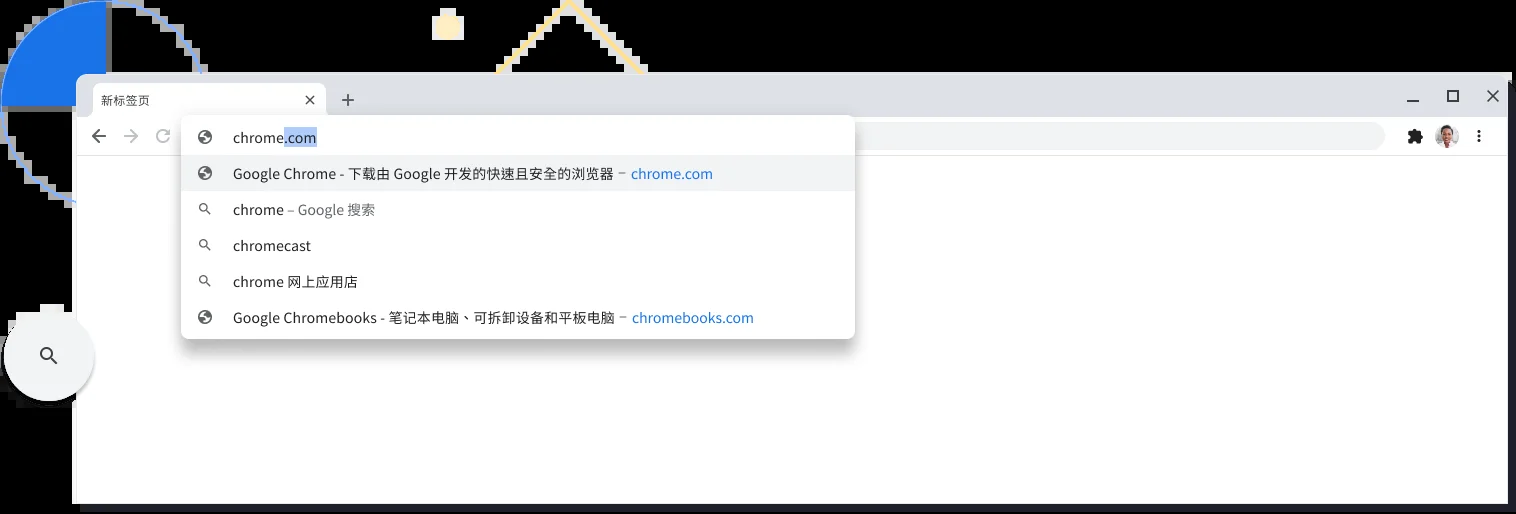 新标签页
chrome.com
Google Chrome - 下载由 Google 开发的快速且安全的浏览器 – chrome.com
chrome – Google 搜索
chromecast
chrome 网上应用店
Google Chromebooks - 笔记本电脑、可拆卸设备和平板电脑 – chromebooks.com